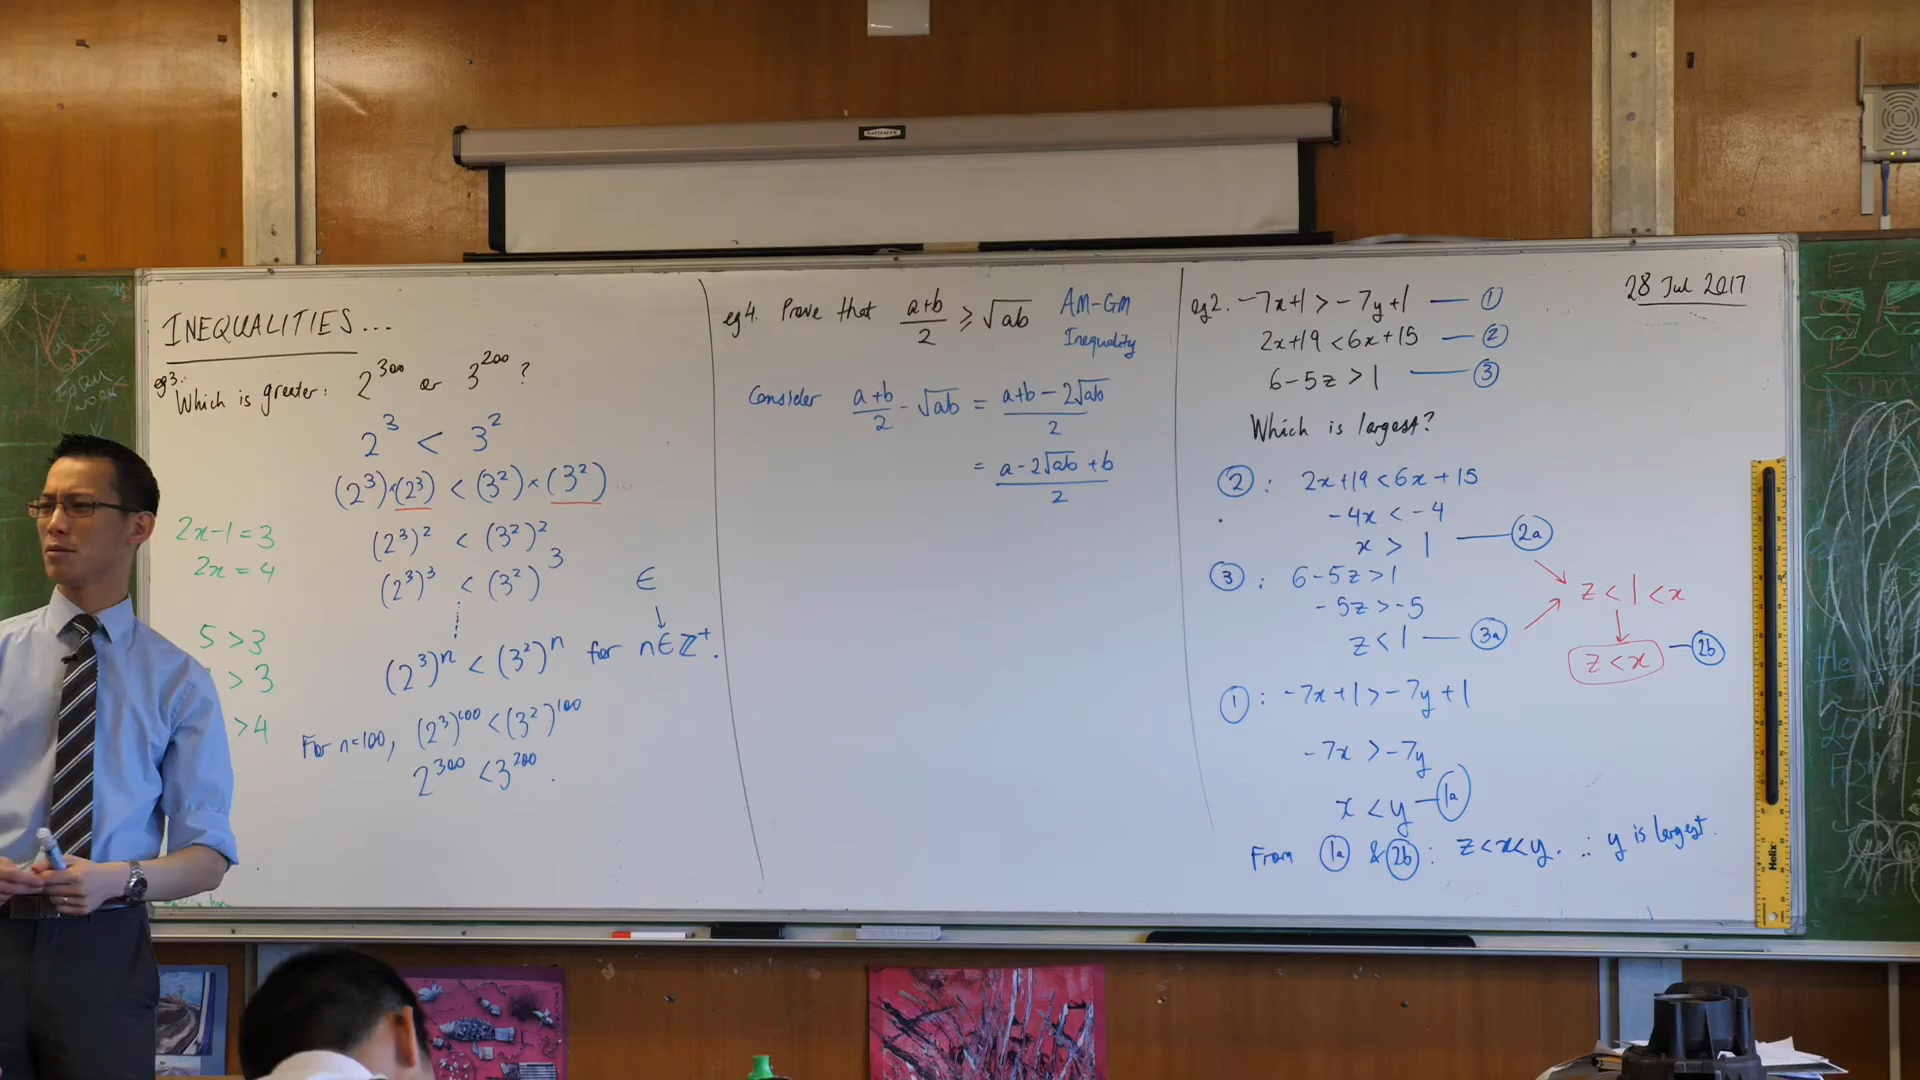 INEQUALITIES...
eg3.
Which is greater: 2^300 or 3^200 ?
2^3 < 3^2
(2^3)×(2^3) < (3^2)×(3^2) ...
(2^3)^2 < (3^2)^2
(2^3)^3 < (3^2)^3
∈
(2^3)^n < (3^2)^n for n∈ℤ^+.
For n=100, (2^3)^100 < (3^2)^100
2^300 < 3^200.
2x-1=3
2x=4
5>3
>3
>4
eg4. Prove that (a+b)/2 ≥ √ab AM-GM
Inequality
Consider (a+b)/2 - √ab = (a+b-2√ab)/2
= (a-2√ab+b)/2
28 Jul 2017
eg2. -7x+1>-7y+1 — ①
2x+19<6x+15 — ②
6-5z>1 — ③
Which is largest?
②: 2x+19<6x+15
-4x<-4
x > 1 — 2a
③: 6-5z>1
-5z>-5
z<1 — 3a
z<1<x
z<x — 2b
①: -7x+1>-7y+1
-7x>-7y
x<y — 1a
From 1a & 2b: z<x<y. ∴ y is largest.
Helix